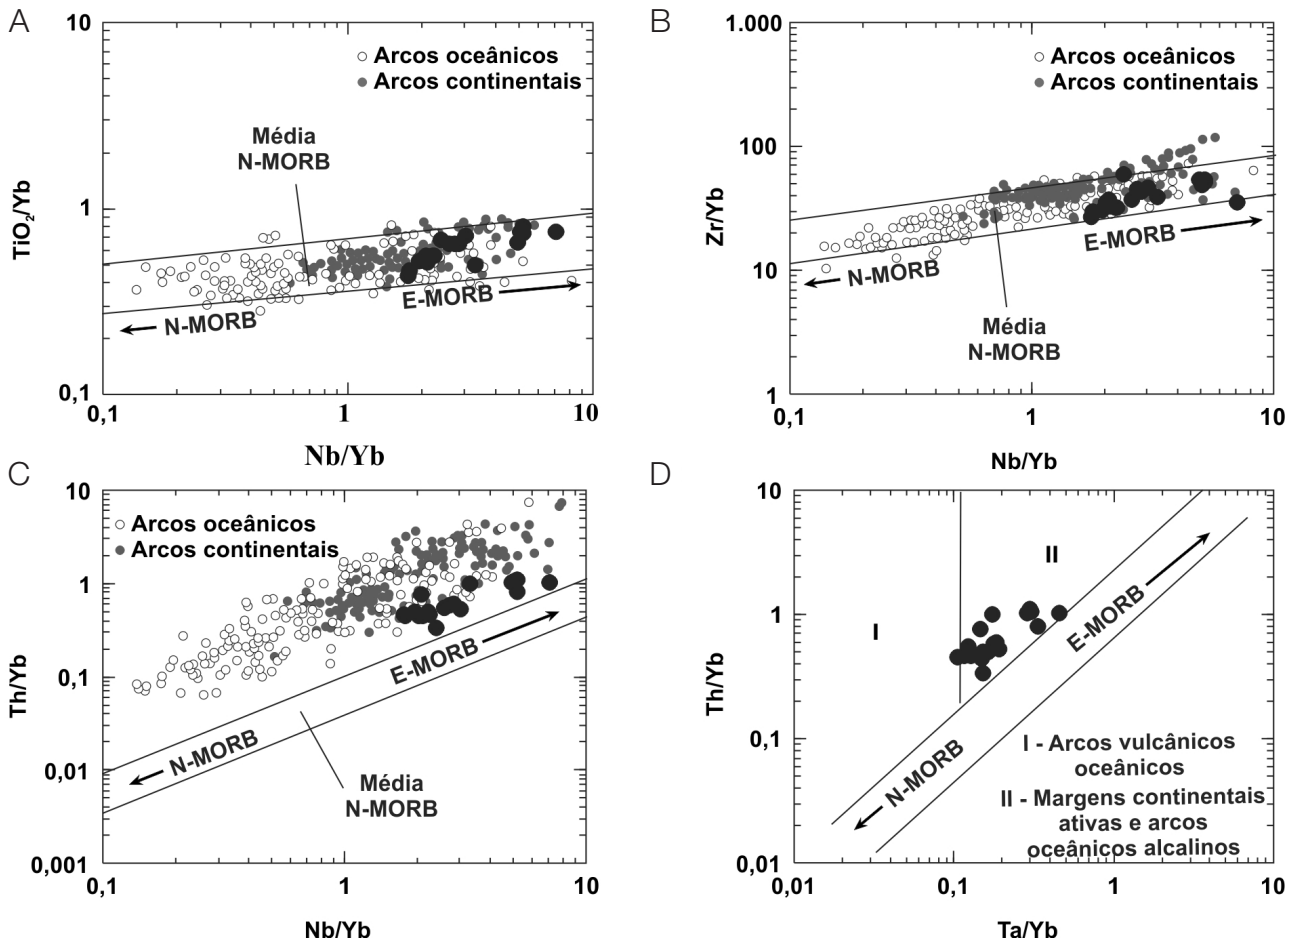 A
10
Arcos oceânicos
Arcos continentais
Média
N-MORB
TiO2/Yb
1
E-MORB
N-MORB
0,1
0,1
1
10
Nb/Yb
B
1.000
Arcos oceânicos
Arcos continentais
100
Zr/Yb
E-MORB
10
N-MORB
Média
N-MORB
1
0,1
1
10
Nb/Yb
C
10
Arcos oceânicos
Arcos continentais
1
E-MORB
Th/Yb
0,1
N-MORB
0,01
Média
N-MORB
0,001
0,1
1
10
Nb/Yb
D
10
II
1
I
E-MORB
Th/Yb
0,1
I - Arcos vulcânicos
oceânicos
N-MORB
II - Margens continentais
ativas e arcos
oceânicos alcalinos
0,01
0,01
0,1
1
10
Ta/Yb